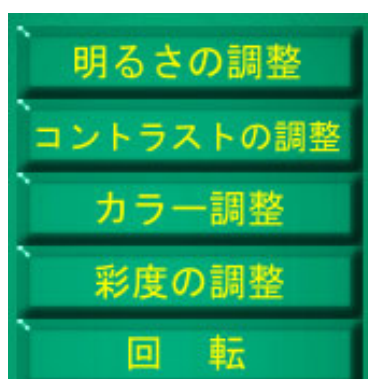 明るさの調整
コントラストの調整
カラー調整
彩度の調整
回　転